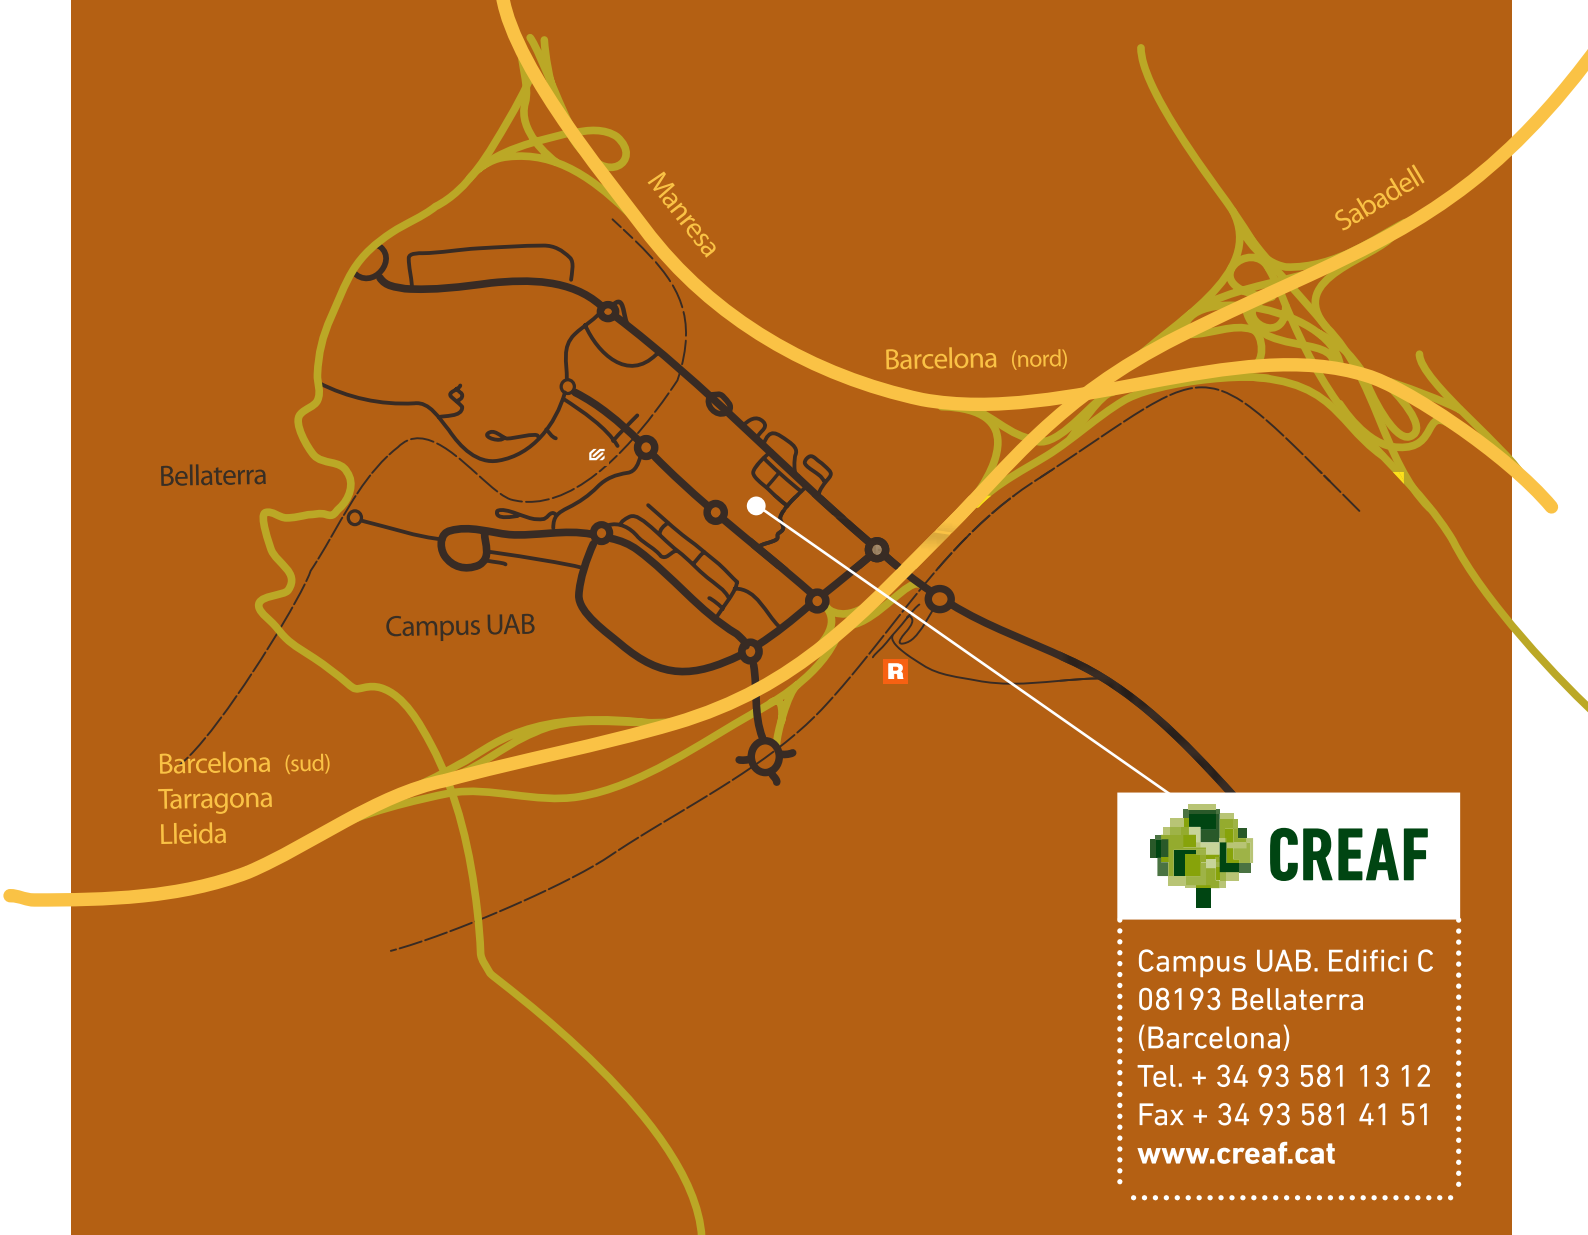 Manresa
Sabadell
Barcelona (nord)
Bellaterra
Campus UAB
R
Barcelona (sud)
Tarragona
Lleida
CREAF
Campus UAB. Edifici C
08193 Bellaterra
(Barcelona)
Tel. + 34 93 581 13 12
Fax + 34 93 581 41 51
www.creaf.cat